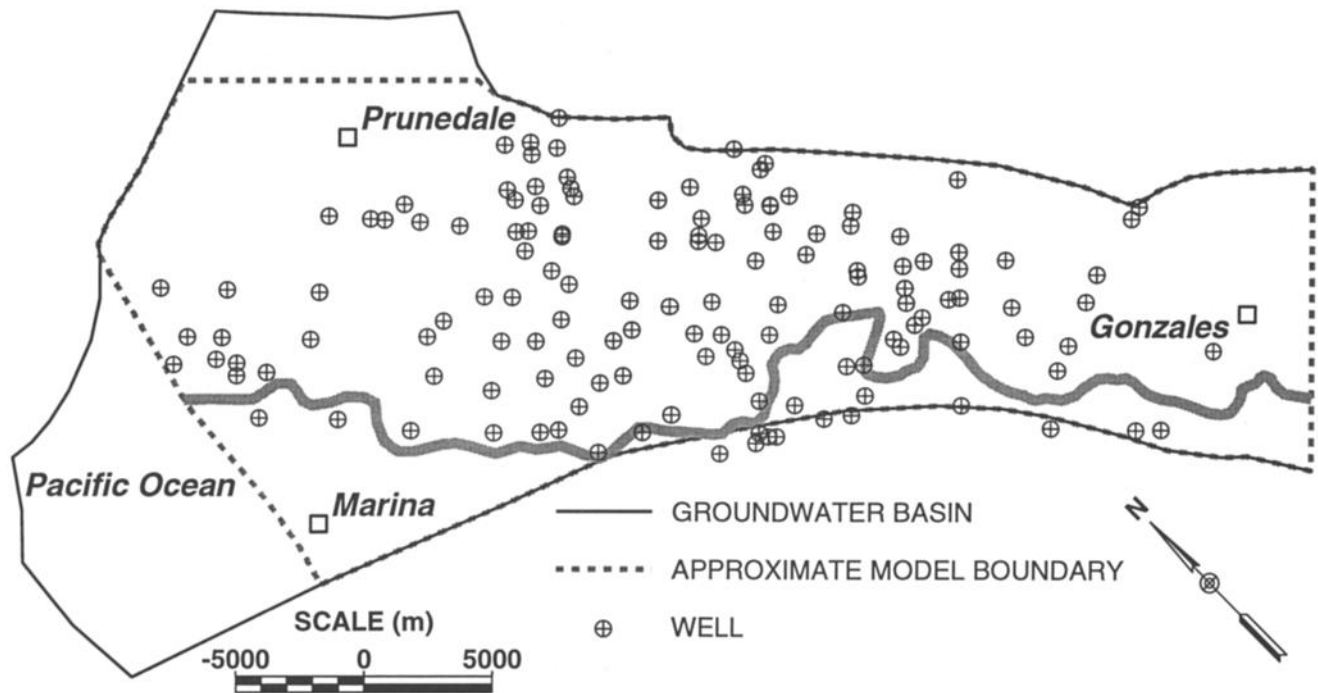 Prunedale
Gonzales
Pacific Ocean
Marina
N
GROUNDWATER BASIN
APPROXIMATE MODEL BOUNDARY
WELL
SCALE (m)
-5000 0 5000